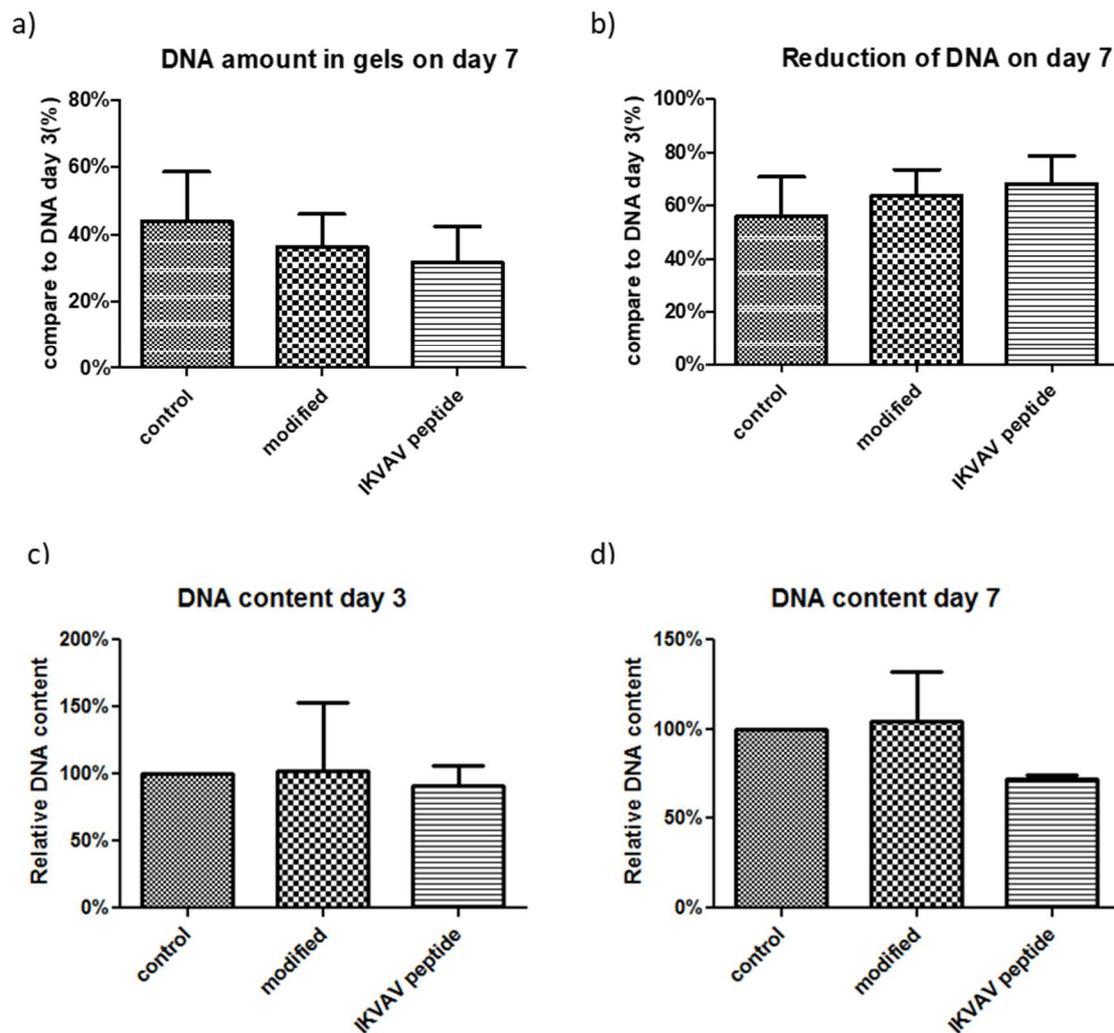 a)
DNA amount in gels on day 7
compare to DNA day 3(%)
80%
60%
40%
20%
0%
control
modified
IKVAV peptide
b)
Reduction of DNA on day 7
compare to DNA day 3(%)
100%
80%
60%
40%
20%
0%
control
modified
IKVAV peptide
c)
DNA content day 3
Relative DNA content
200%
150%
100%
50%
0%
control
modified
IKVAV peptide
d)
DNA content day 7
Relative DNA content
150%
100%
50%
0%
control
modified
IKVAV peptide